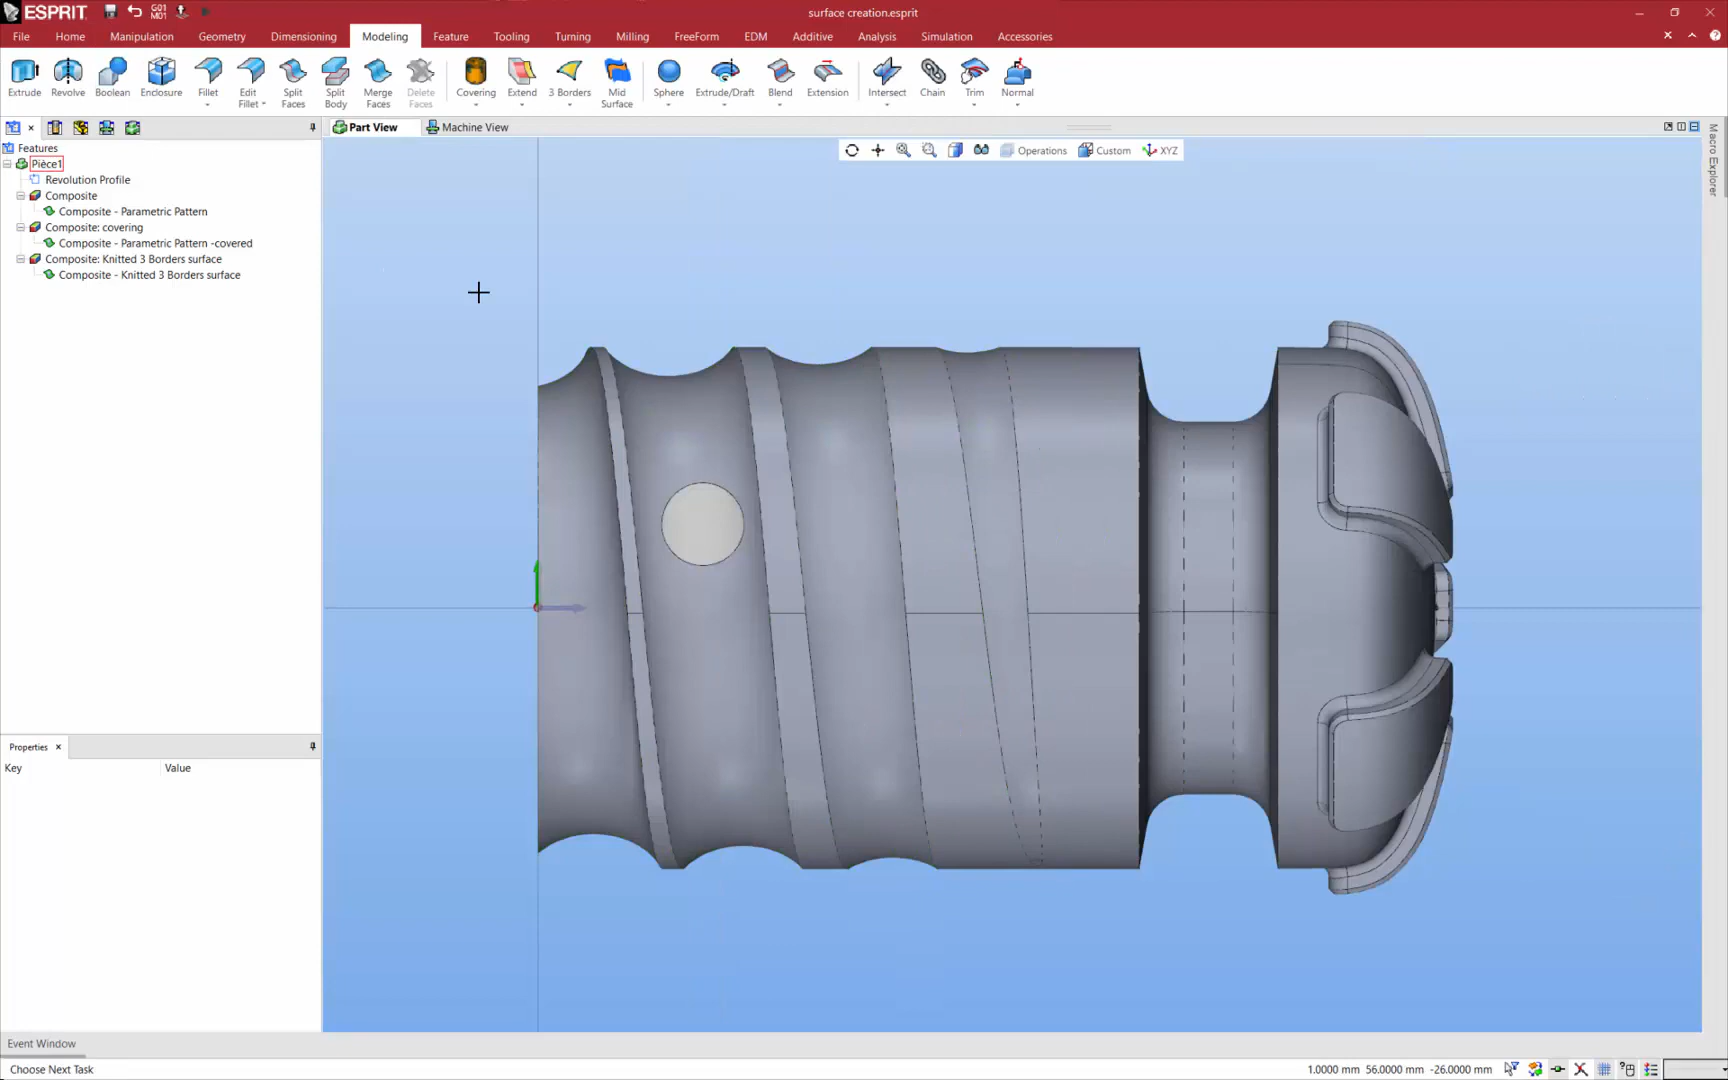 ESPRIT
G01
M01
surface creation.esprit
File Home Manipulation Geometry Dimensioning Modeling Feature Tooling Turning Milling FreeForm EDM Additive Analysis Simulation Accessories
Extrude Revolve Boolean Enclosure Fillet Edit Fillet Split Faces Split Body Merge Faces Delete Faces Covering Extend 3 Borders Mid Surface Sphere Extrude/Draft Blend Extension Intersect Chain Trim Normal
Part View Machine View
Operations Custom XYZ
Macro Explorer
Features
Pièce1
Revolution Profile
Composite
Composite - Parametric Pattern
Composite: covering
Composite - Parametric Pattern -covered
Composite: Knitted 3 Borders surface
Composite - Knitted 3 Borders surface
Properties
Key Value
Event Window
Choose Next Task
1.0000 mm 56.0000 mm -26.0000 mm